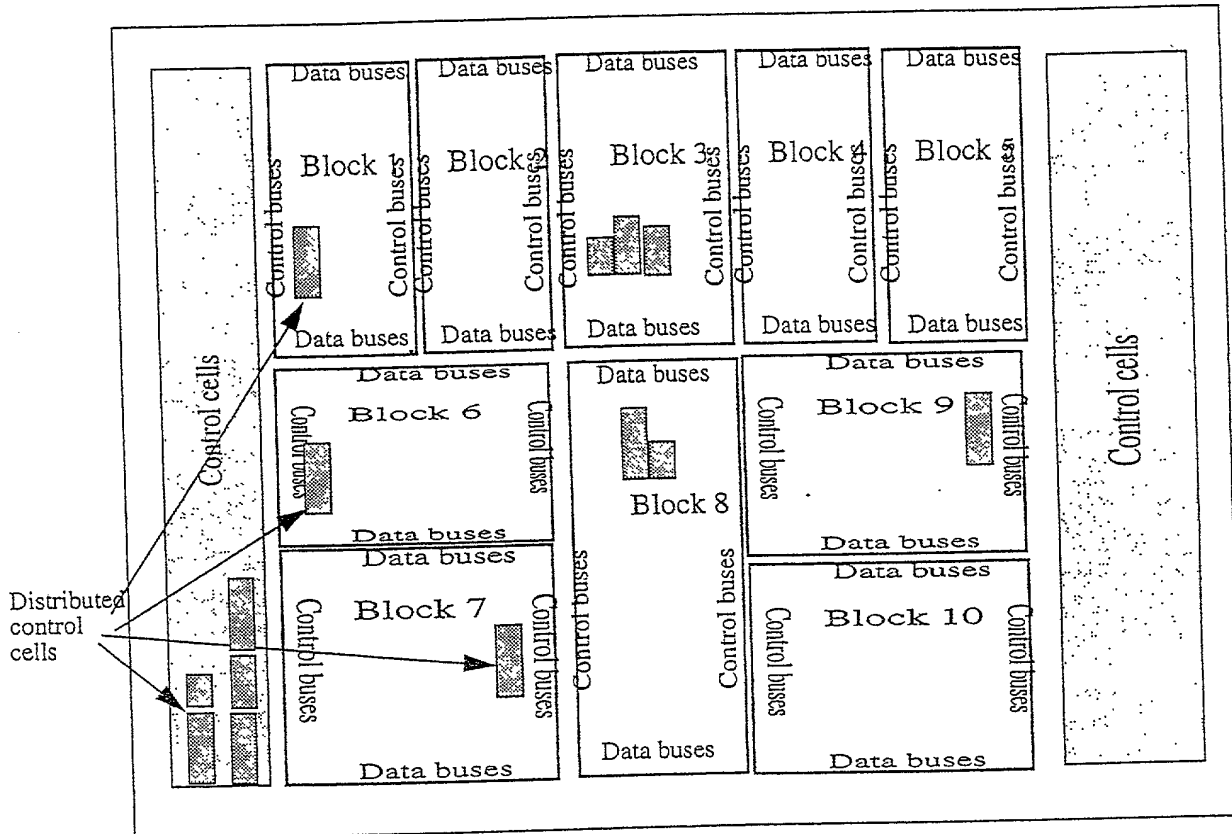 Data buses
Data buses
Data buses
Data buses
Data buses
Block 1
Block 2
Block 3
Block 4
Block
Control buses
Control buses
Control buses
Control buses
Control buses
Control buses
Control buses
Control buses
Control buses
Control buses
Data buses
Data buses
Data buses
Data buses
Data buses
Control cells
Control cells
Data buses
Block 6
Control buses
Control buses
Data buses
Data buses
Block 8
Control buses
Control buses
Data buses
Data buses
Block 9
Control buses
Control buses
Data buses
Data buses
Block 7
Control buses
Control buses
Data buses
Data buses
Block 10
Control buses
Control buses
Distributed
control
cells